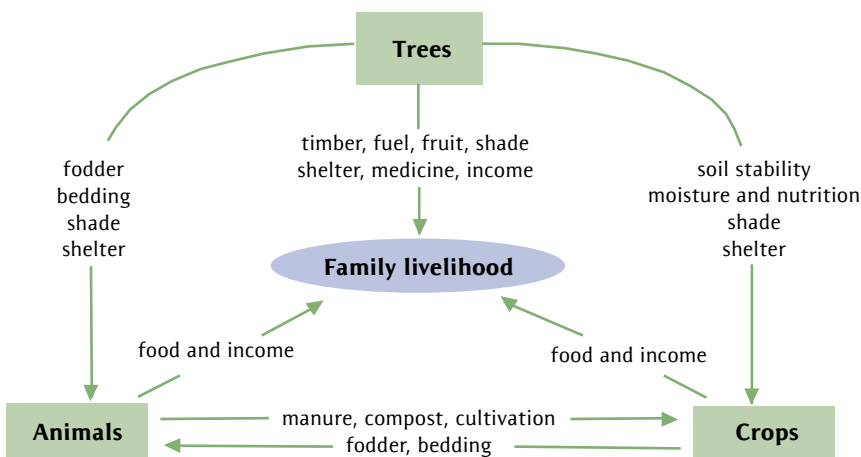 Trees
timber, fuel, fruit, shade
shelter, medicine, income
fodder
bedding
shade
shelter
soil stability
moisture and nutrition
shade
shelter
Family livelihood
food and income
food and income
Animals
manure, compost, cultivation
fodder, bedding
Crops